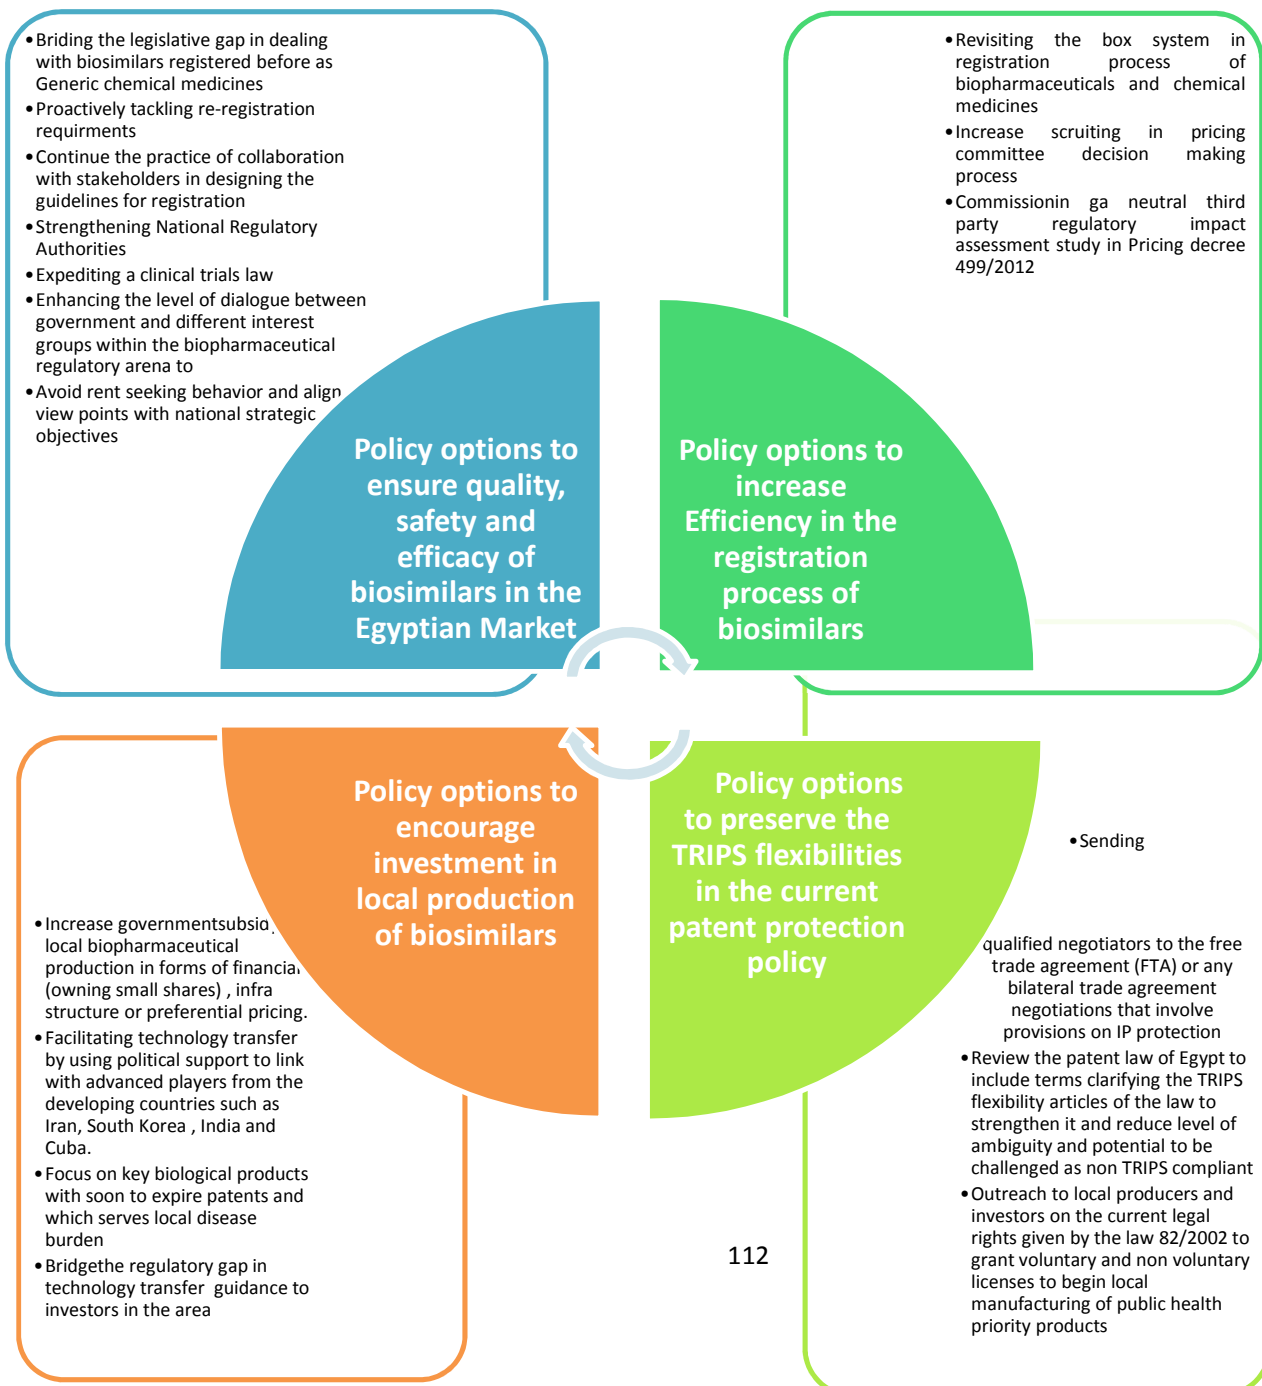 •Briding the legislative gap in dealing
with biosimilars registered before as
Generic chemical medicines
•Proactively tackling re-registration
requirments
•Continue the practice of collaboration
with stakeholders in designing the
guidelines for registration
•Strengthening National Regulatory
Authorities
•Expediting a clinical trials law
•Enhancing the level of dialogue between
government and different interest
groups within the biopharmaceutical
regulatory arena to
•Avoid rent seeking behavior and align
view points with national strategic
objectives
Policy options to
ensure quality,
safety and
efficacy of
biosimilars in the
Egyptian Market
•Revisiting the box system in
registration process of
biopharmaceuticals and chemical
medicines
•Increase scruiting in pricing
committee decision making
process
•Commissionin ga neutral third
party regulatory impact
assessment study in Pricing decree
499/2012
Policy options to
increase
Efficiency in the
registration
process of
biosimilars
Policy options to
encourage
investment in
local production
of biosimilars
•Increase governmentsubsid
local biopharmaceutical
production in forms of financial
(owning small shares) , infra
structure or preferential pricing.
•Facilitating technology transfer
by using political support to link
with advanced players from the
developing countries such as
Iran, South Korea , India and
Cuba.
•Focus on key biological products
with soon to expire patents and
which serves local disease
burden
•Bridgethe regulatory gap in
technology transfer guidance to
investors in the area
Policy options
to preserve the
TRIPS flexibilities
in the current
patent protection
policy
•Sending
qualified negotiators to the free
trade agreement (FTA) or any
bilateral trade agreement
negotiations that involve
provisions on IP protection
•Review the patent law of Egypt to
include terms clarifying the TRIPS
flexibility articles of the law to
strengthen it and reduce level of
ambiguity and potential to be
challenged as non TRIPS compliant
•Outreach to local producers and
investors on the current legal
rights given by the law 82/2002 to
grant voluntary and non voluntary
licenses to begin local
manufacturing of public health
priority products
112